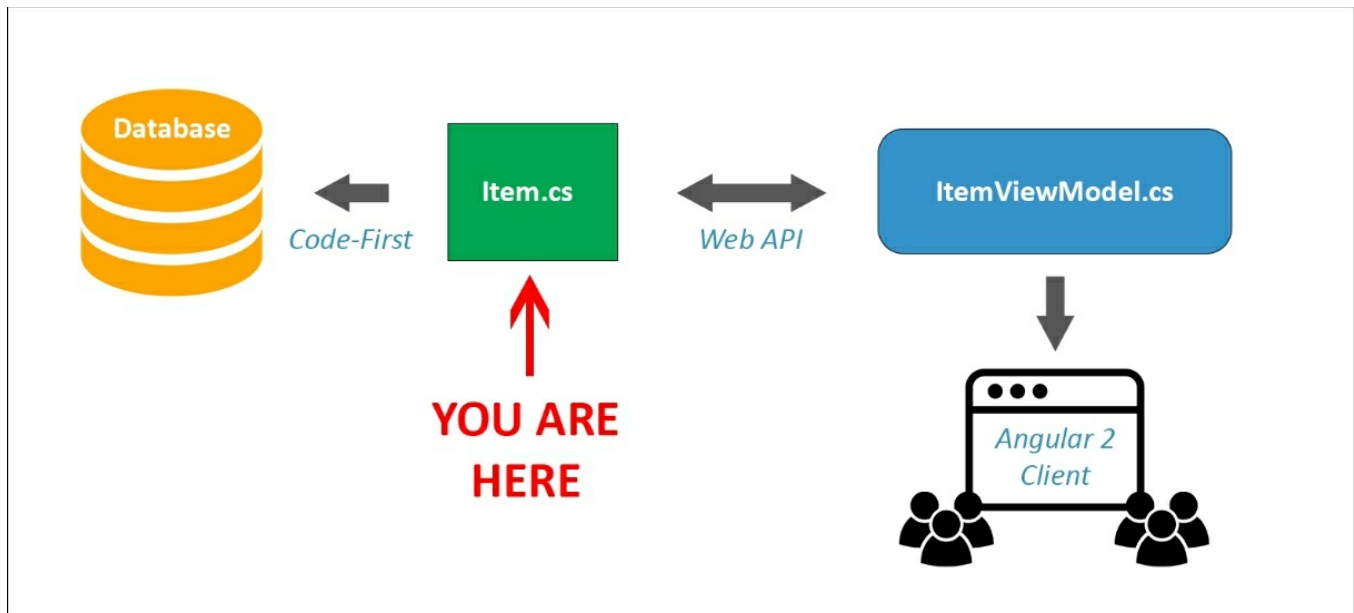 Database
Item.cs
ItemViewModel.cs
Code-First
Web API
YOU ARE
HERE
Angular 2
Client